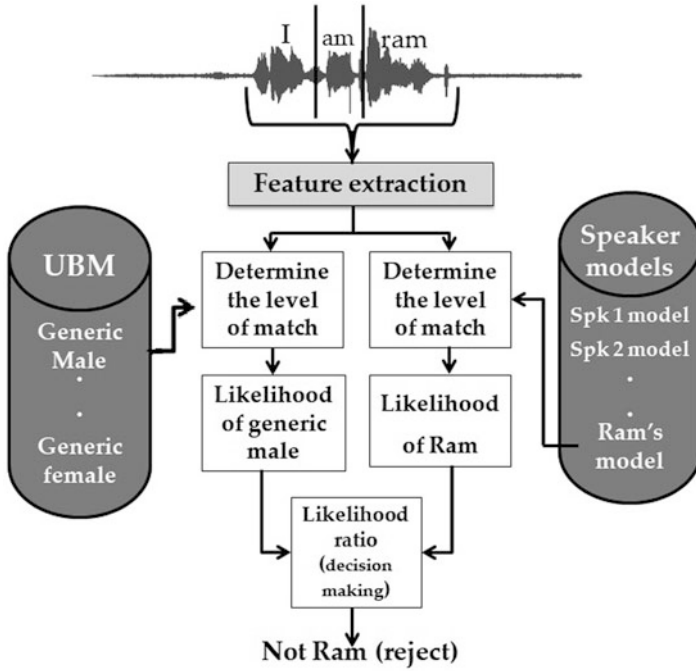 I am ram
Feature extraction
UBM
Generic
Male
.
.
Generic
female
Determine
the level
of match
Determine
the level
of match
Speaker
models
Spk 1 model
Spk 2 model
.
.
Ram's
model
Likelihood
of generic
male
Likelihood
of Ram
Likelihood
ratio
(decision
making)
Not Ram (reject)